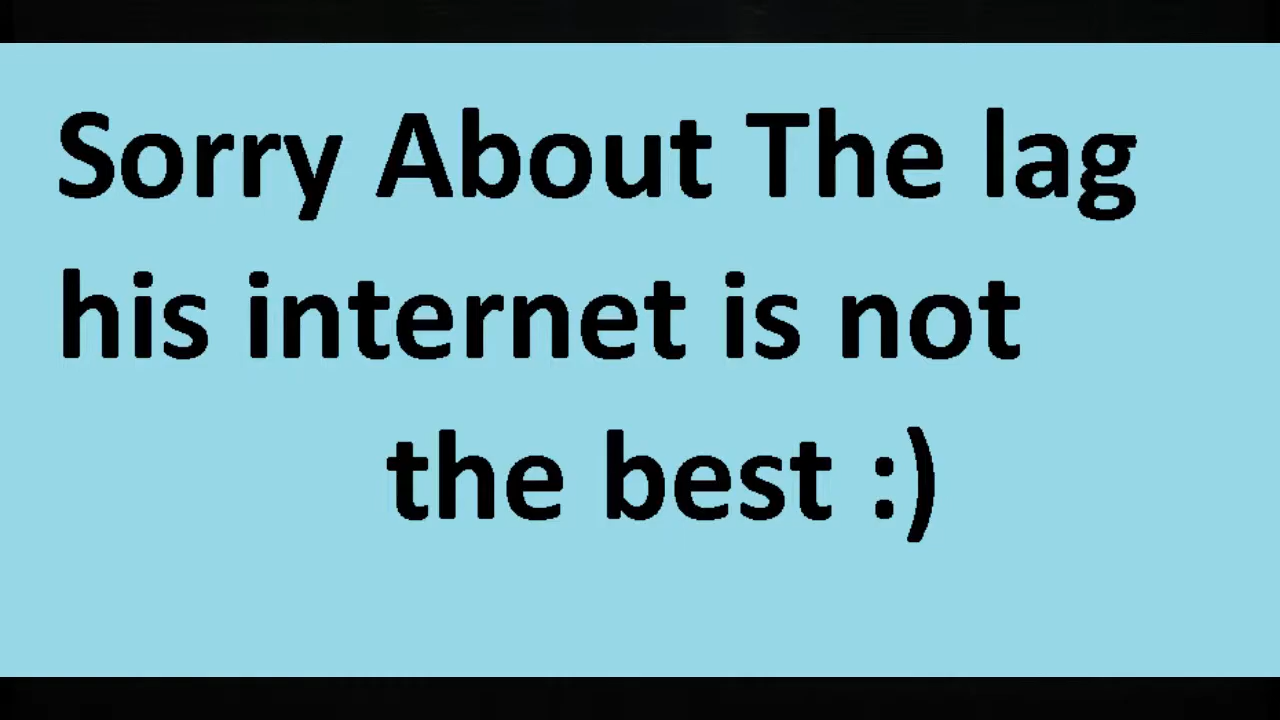 Sorry About The lag
his internet is not
the best :)